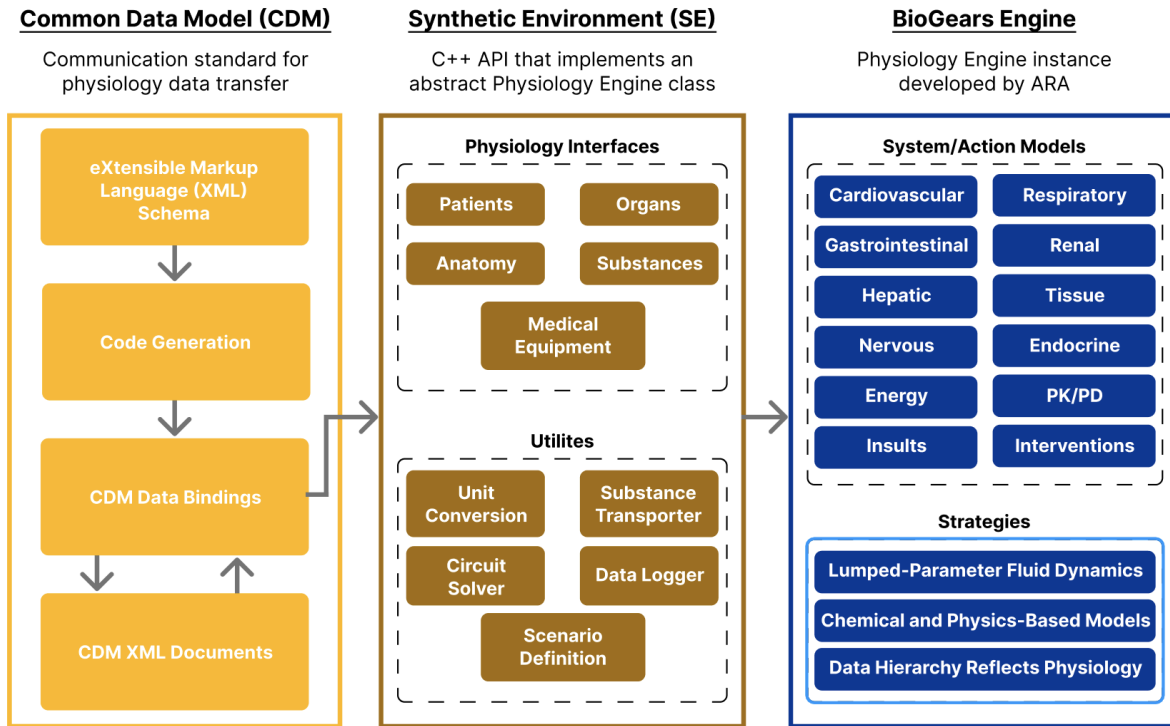 Common Data Model (CDM)
Communication standard for
physiology data transfer
eXtensible Markup
Language (XML)
Schema
Code Generation
CDM Data Bindings
CDM XML Documents
Synthetic Environment (SE)
C++ API that implements an
abstract Physiology Engine class
Physiology Interfaces
Patients
Organs
Anatomy
Substances
Medical
Equipment
Utilites
Unit
Conversion
Substance
Transporter
Circuit
Solver
Data Logger
Scenario
Definition
BioGears Engine
Physiology Engine instance
developed by ARA
System/Action Models
Cardiovascular
Respiratory
Gastrointestinal
Renal
Hepatic
Tissue
Nervous
Endocrine
Energy
PK/PD
Insults
Interventions
Strategies
Lumped-Parameter Fluid Dynamics
Chemical and Physics-Based Models
Data Hierarchy Reflects Physiology